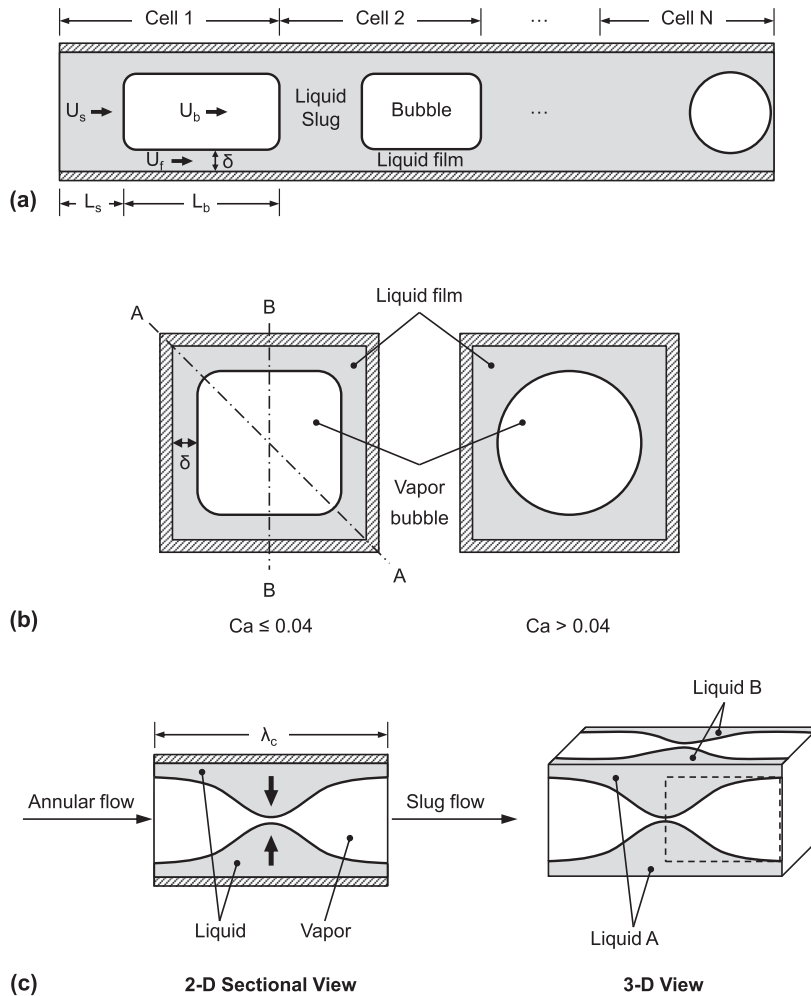 Cell 1 Cell 2 ... Cell N
U_s U_b Liquid Slug Bubble ...
U_f δ Liquid film
(a)
L_s L_b
A B Liquid film
δ
Vapor
bubble
B A
(b)
Ca ≤ 0.04 Ca > 0.04
Liquid B
λ_c
Annular flow Slug flow
Liquid Vapor Liquid A
(c) 2-D Sectional View 3-D View